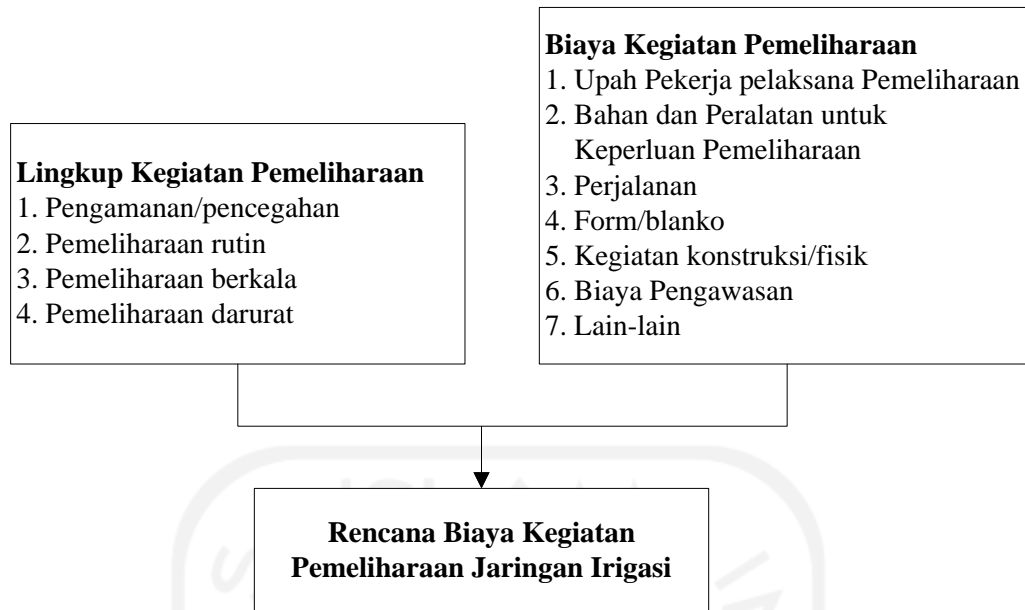 Lingkup Kegiatan Pemeliharaan
1. Pengamanan/pencegahan
2. Pemeliharaan rutin
3. Pemeliharaan berkala
4. Pemeliharaan darurat
Biaya Kegiatan Pemeliharaan
1. Upah Pekerja pelaksana Pemeliharaan
2. Bahan dan Peralatan untuk
Keperluan Pemeliharaan
3. Perjalanan
4. Form/blanko
5. Kegiatan konstruksi/fisik
6. Biaya Pengawasan
7. Lain-lain
Rencana Biaya Kegiatan
Pemeliharaan Jaringan Irigasi